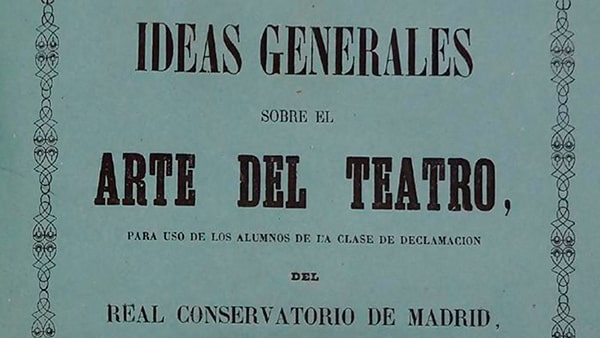 IDEAS GENERALES
SOBRE EL
ARTE DEL TEATRO,
PARA USO DE LOS ALUMNOS DE LA CLASE DE DECLAMACION
DEL
REAL CONSERVATORIO DE MADRID,